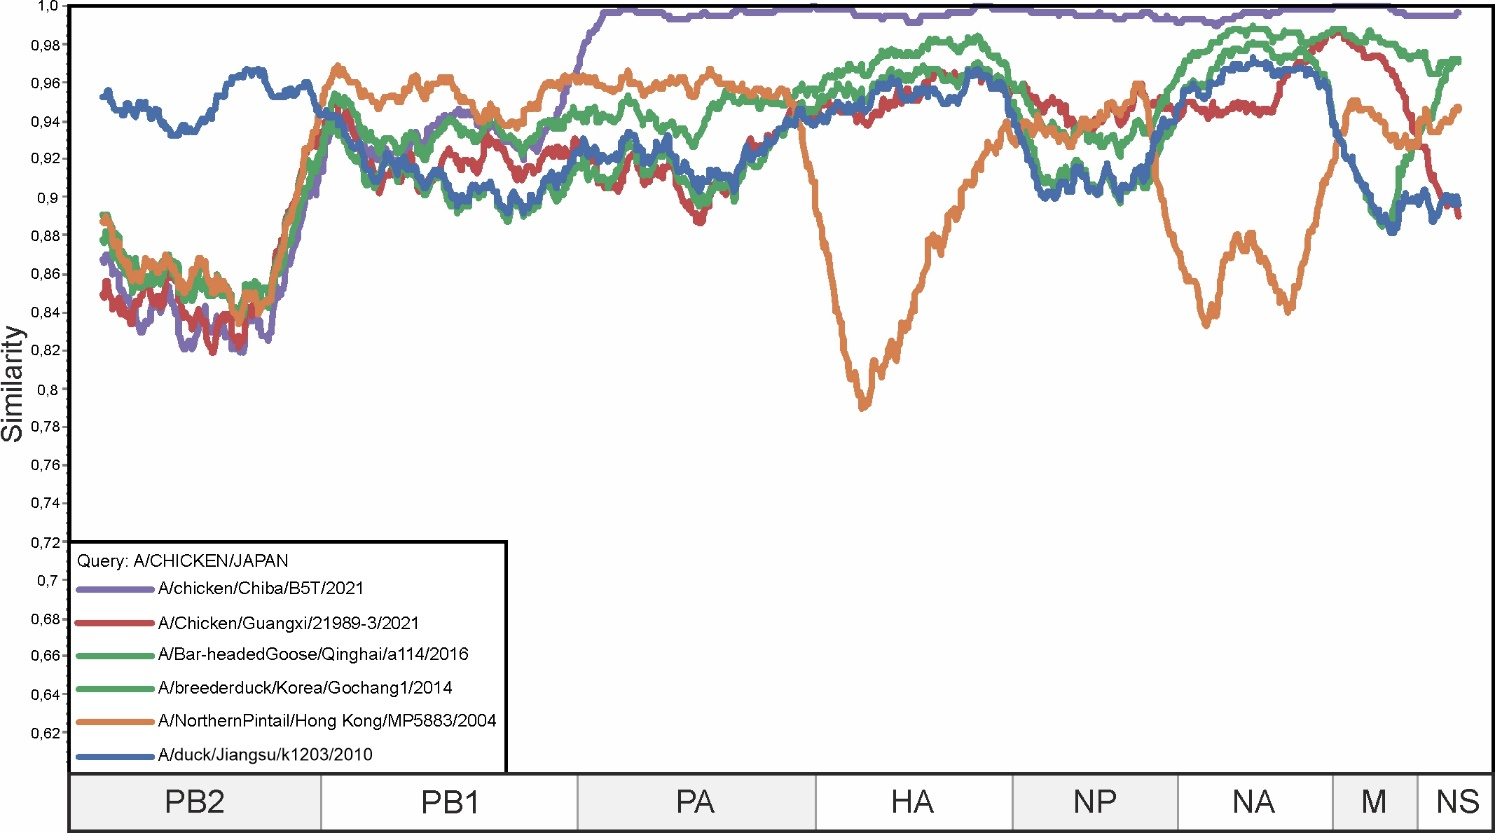 1,0
0,98
0,96
0,94
0,92
0,9
0,88
0,86
0,84
0,82
0,8
0,78
0,76
0,74
0,72
0,7
0,68
0,66
0,64
0,62
Similarity
Query: A/CHICKEN/JAPAN
A/chicken/Chiba/B5T/2021
A/Chicken/Guangxi/21989-3/2021
A/Bar-headedGoose/Qinghai/a114/2016
A/breederduck/Korea/Gochang1/2014
A/NorthernPintail/Hong Kong/MP5883/2004
A/duck/Jiangsu/k1203/2010
PB2 PB1 PA HA NP NA M NS